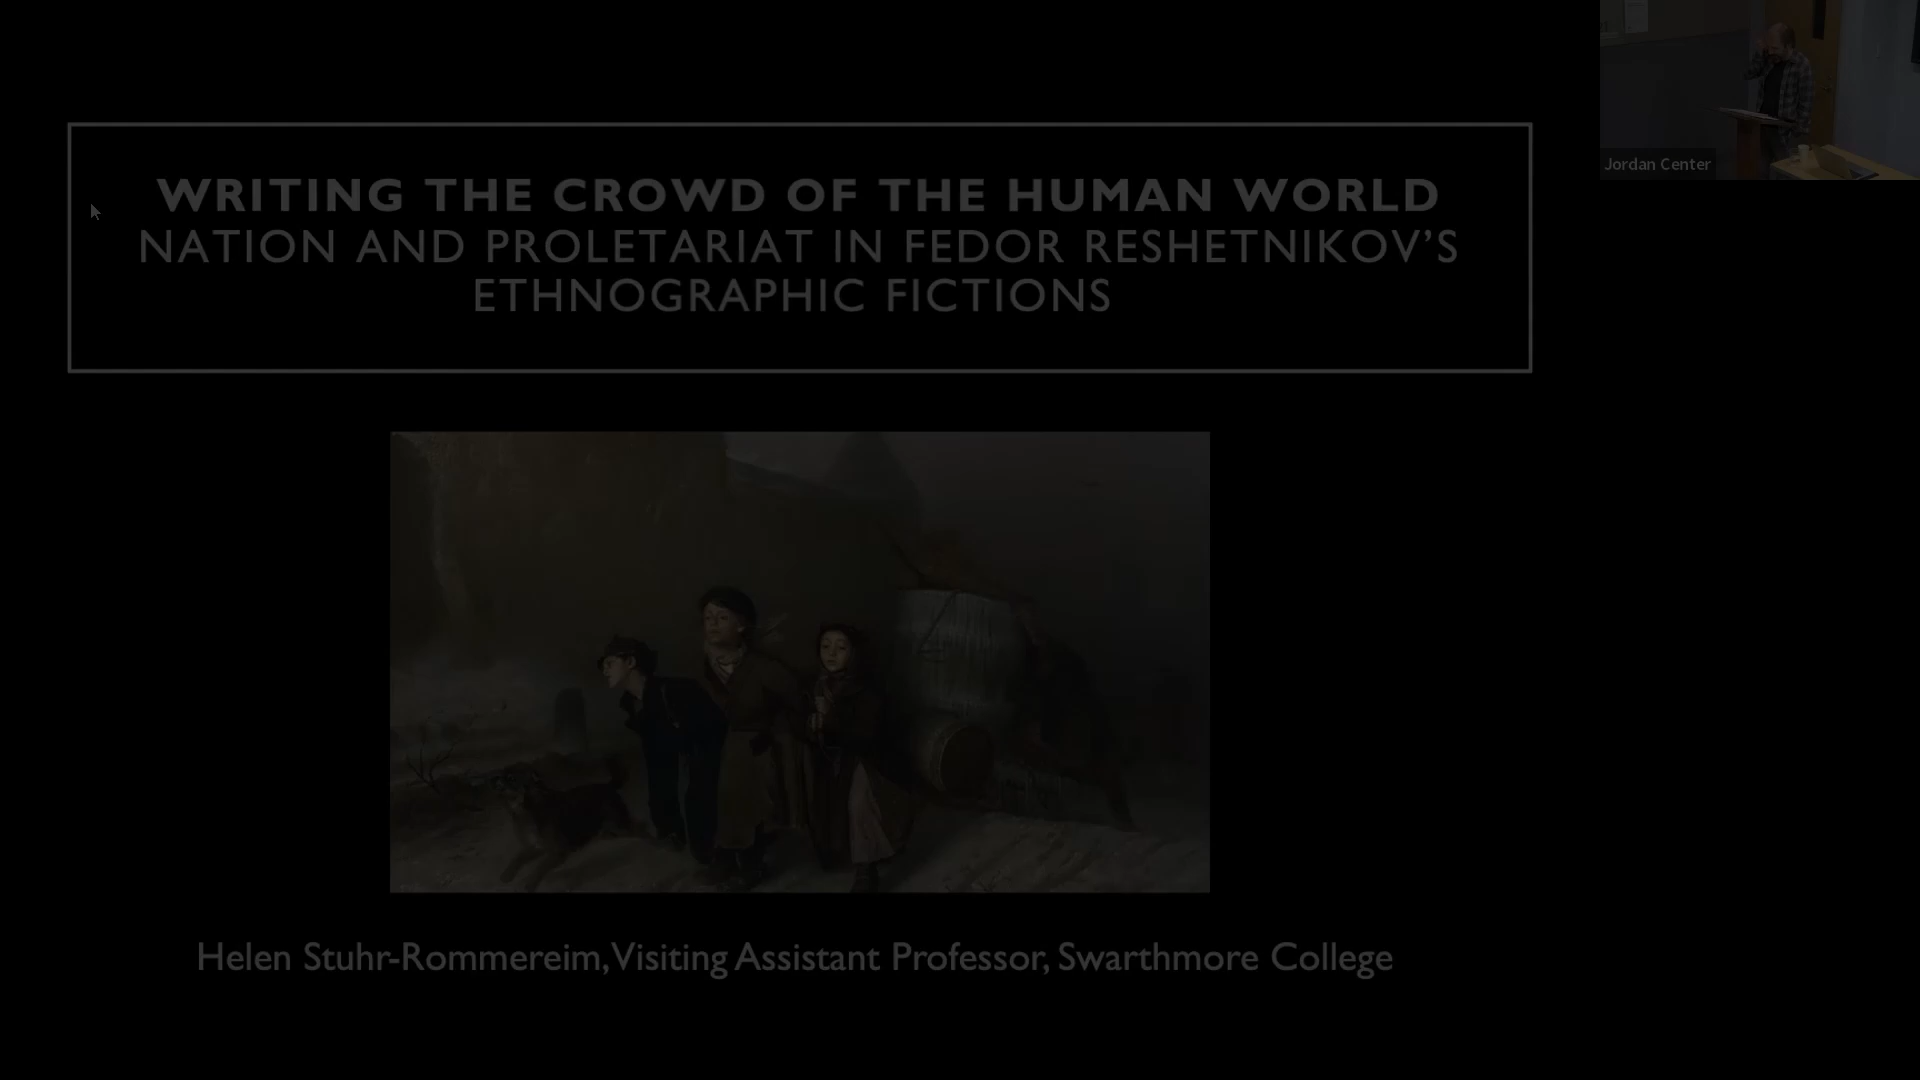 WRITING THE CROWD OF THE HUMAN WORLD
NATION AND PROLETARIAT IN FEDOR RESHETNIKOV’S
ETHNOGRAPHIC FICTIONS
Helen Stuhr-Rommereim, Visiting Assistant Professor, Swarthmore College
Jordan Center